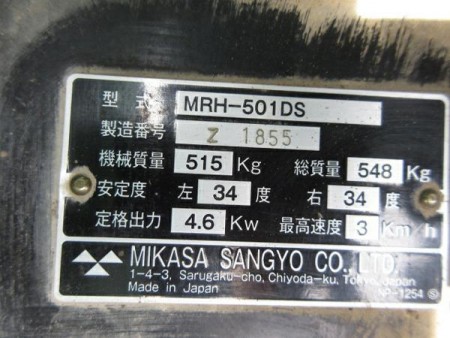 型式 MRH-501DS
製造番号 Z 1855
機械質量 515 Kg 総質量 548 Kg
安定度 左 34 度 右 34 度
定格出力 4.6 Kw 最高速度 3 Km/h
MIKASA SANGYO CO., LTD.
1-4-3, Sarugaku-cho, Chiyoda-ku, Tokyo, Japan
Made in Japan NP-1254 Ⓢ